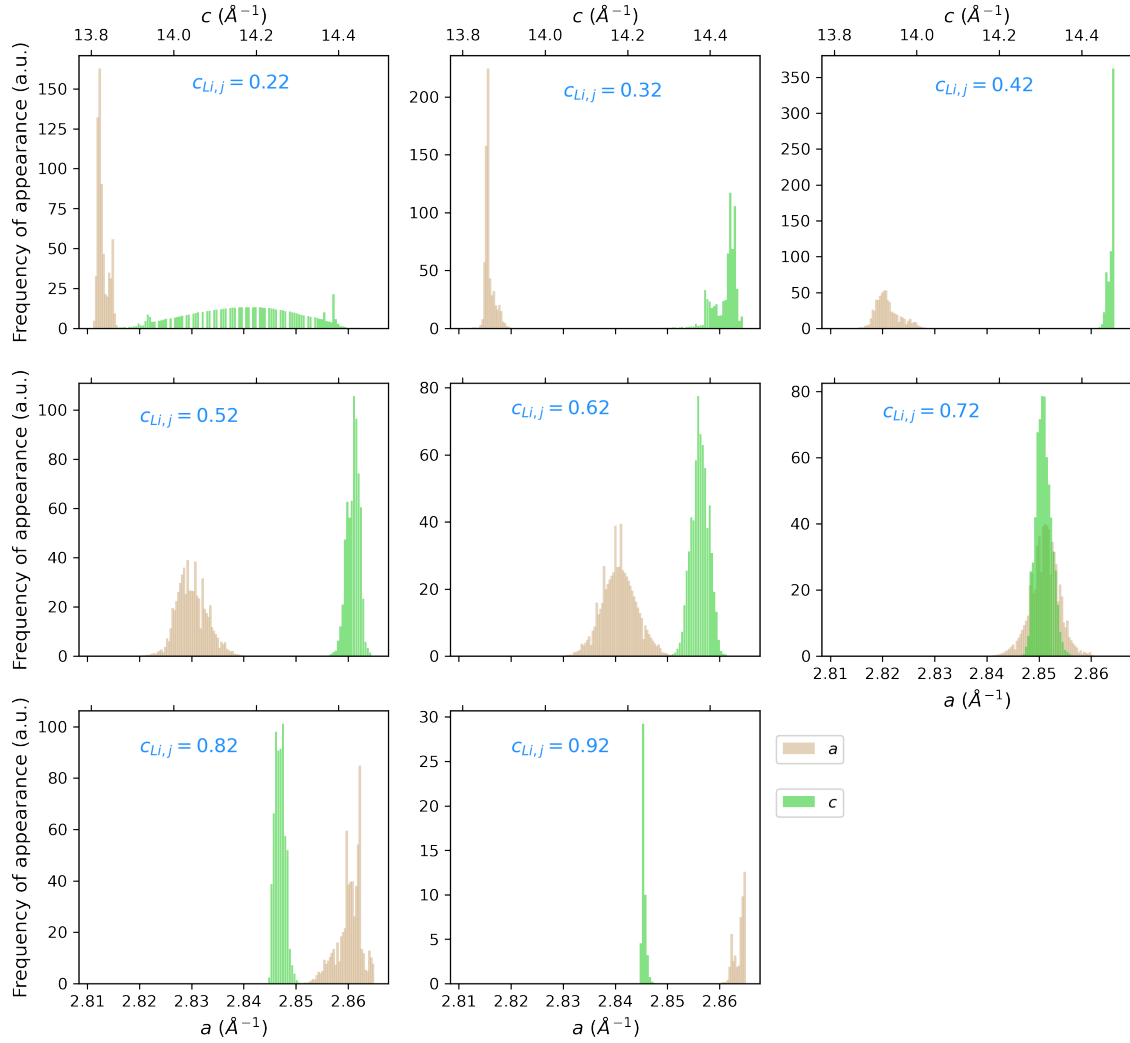 c (Å⁻¹) c (Å⁻¹) c (Å⁻¹)
13.8 14.0 14.2 14.4 13.8 14.0 14.2 14.4 13.8 14.0 14.2 14.4
Frequency of appearance (a.u.)
c_{Li,j} = 0.22
0 25 50 75 100 125 150
c_{Li,j} = 0.32
0 50 100 150 200
c_{Li,j} = 0.42
0 50 100 150 200 250 300 350
Frequency of appearance (a.u.)
c_{Li,j} = 0.52
0 20 40 60 80 100
c_{Li,j} = 0.62
0 20 40 60 80
c_{Li,j} = 0.72
0 20 40 60 80
2.81 2.82 2.83 2.84 2.85 2.86
a (Å⁻¹)
Frequency of appearance (a.u.)
c_{Li,j} = 0.82
0 20 40 60 80 100
2.81 2.82 2.83 2.84 2.85 2.86
a (Å⁻¹)
c_{Li,j} = 0.92
0 5 10 15 20 25 30
2.81 2.82 2.83 2.84 2.85 2.86
a (Å⁻¹)
a
c